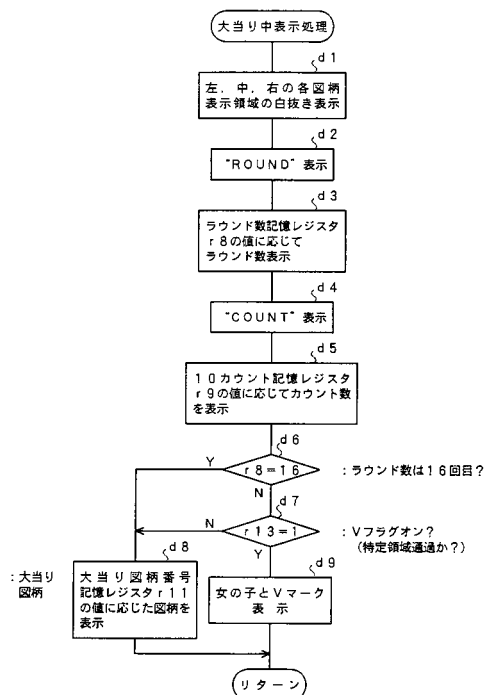 大当り中表示処理
d1
左，中，右の各図柄
表示領域の白抜き表示
d2
"ROUND"表示
d3
ラウンド数記憶レジスタ
r8の値に応じて
ラウンド数表示
d4
"COUNT"表示
d5
10カウント記憶レジスタ
r9の値に応じてカウント数
を表示
d6
Y
r8=16
：ラウンド数は16回目？
N
d7
N
r13=1
：Vフラグオン？
（特定領域通過か？）
Y
d8
：大当り
図柄
大当り図柄番号
記憶レジスタr11
の値に応じた図柄を
表示
d9
女の子とVマーク
表示
リターン